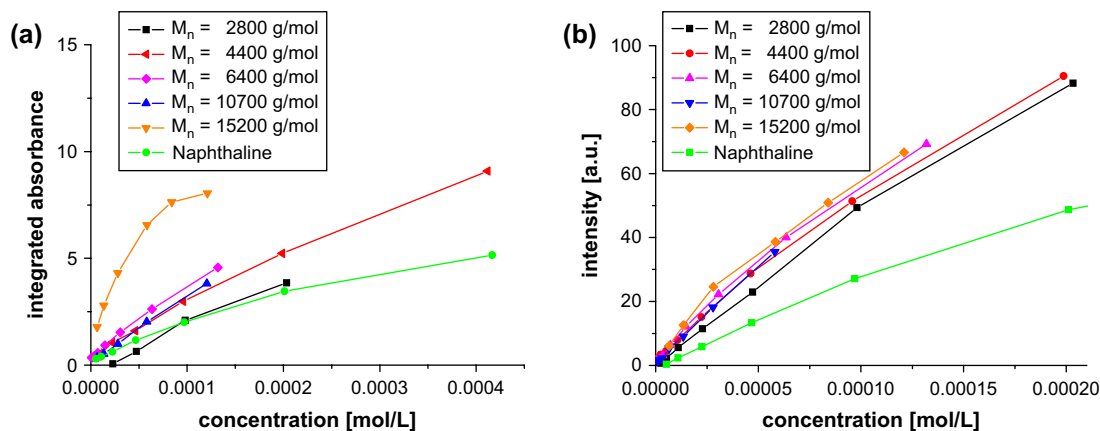 (a)
15
10
5
0
0.0000
0.0001
0.0002
0.0003
0.0004
integrated absorbance
concentration [mol/L]
Mn = 2800 g/mol
Mn = 4400 g/mol
Mn = 6400 g/mol
Mn = 10700 g/mol
Mn = 15200 g/mol
Naphthaline
(b)
100
80
60
40
20
0
0.00000
0.00005
0.00010
0.00015
0.00020
intensity [a.u.]
concentration [mol/L]
Mn = 2800 g/mol
Mn = 4400 g/mol
Mn = 6400 g/mol
Mn = 10700 g/mol
Mn = 15200 g/mol
Naphthaline